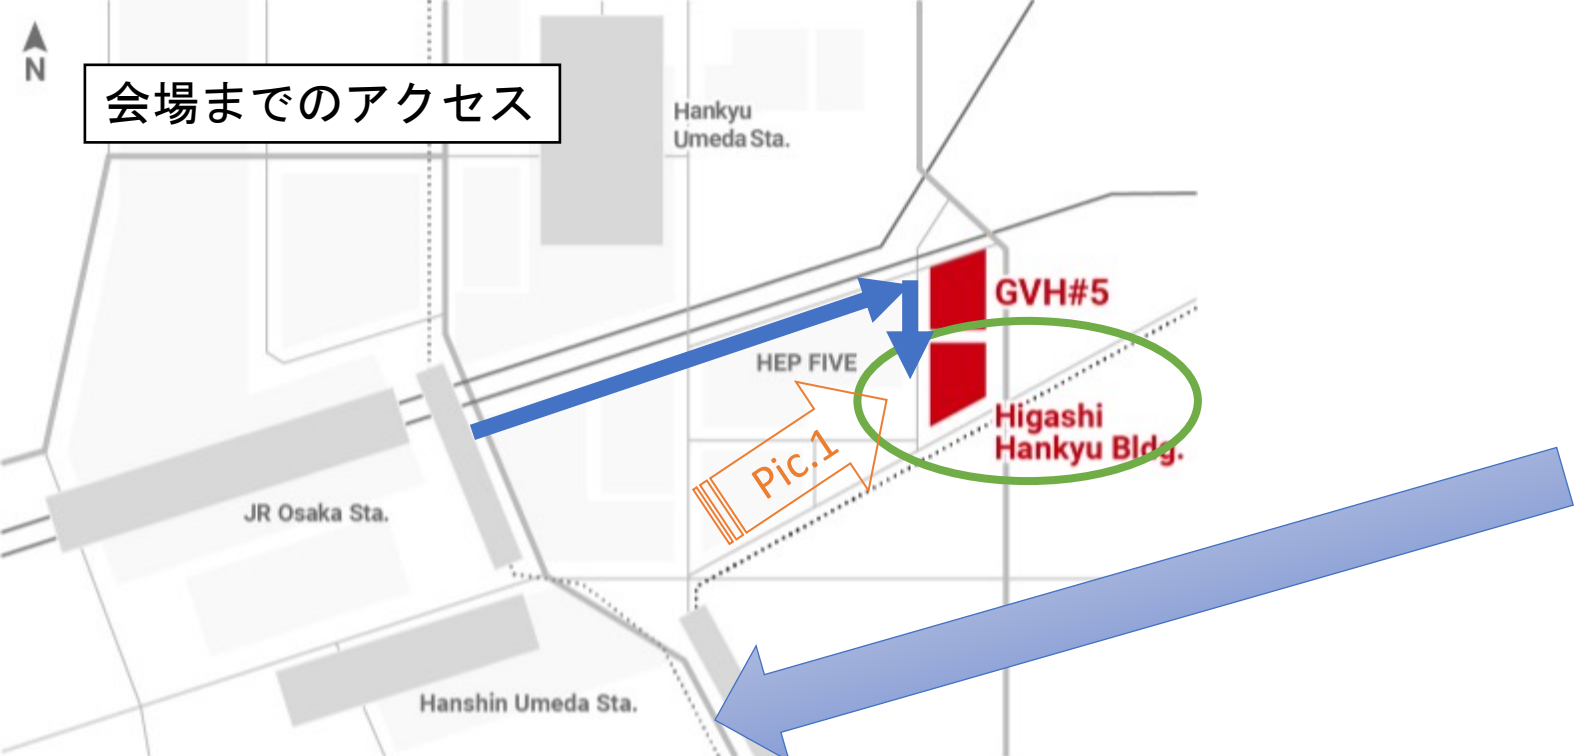 N
会場までのアクセス
Hankyu
Umeda Sta.
GVH#5
HEP FIVE
Higashi
Hankyu Bldg.
Pic.1
JR Osaka Sta.
Hanshin Umeda Sta.